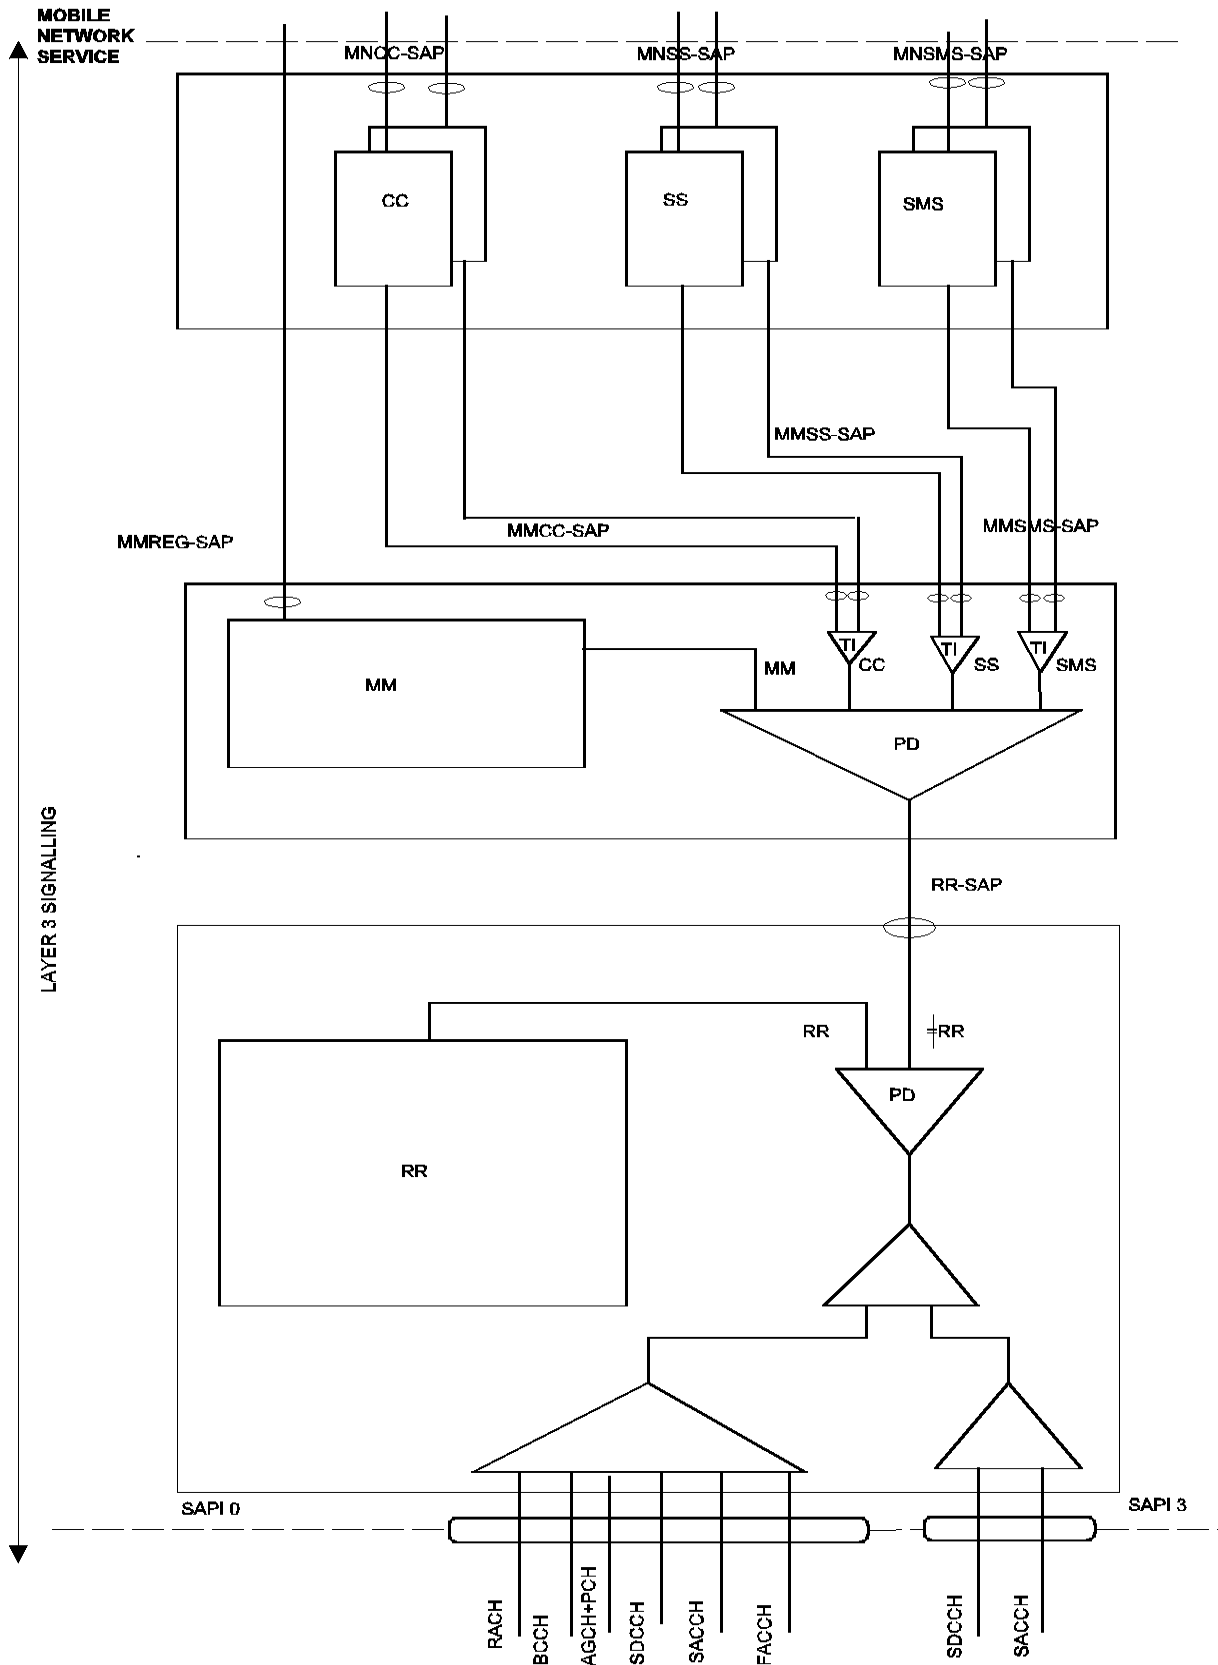 MOBILE
NETWORK
SERVICE
MNCC-SAP
MNSS-SAP
MNSMS-SAP
CC
SS
SMS
MMSS-SAP
MMCC-SAP
MMSMS-SAP
MMREG-SAP
TI
TI
TI
CC
SS
SMS
MM
MM
PD
LAYER 3 SIGNALLING
RR-SAP
RR
=RR
PD
RR
SAPI 0
SAPI 3
RACH
BCCH
AGCH+PCH
SDCCH
SACCH
FACCH
SDCCH
SACCH